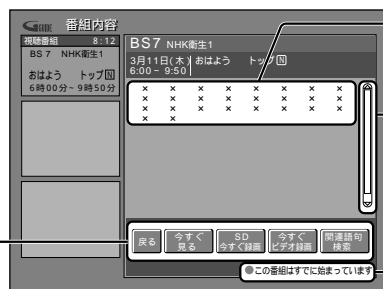 GGUIDE 番組内容
視聴番組 8:12
BS7 NHK衛生1
おはよう トップN
6時00分~9時50分
BS7 NHK衛生1
3月11日(木) おはよう トップN
6:00~9:50
× × × × × × × ×
× × × × × × × ×
× × × × × × × ×
× ×
戻る
今すぐ
見る
SD
今すぐ録画
今すぐ
ビデオ録画
関連語句
検索
●この番組はすでに始まっています